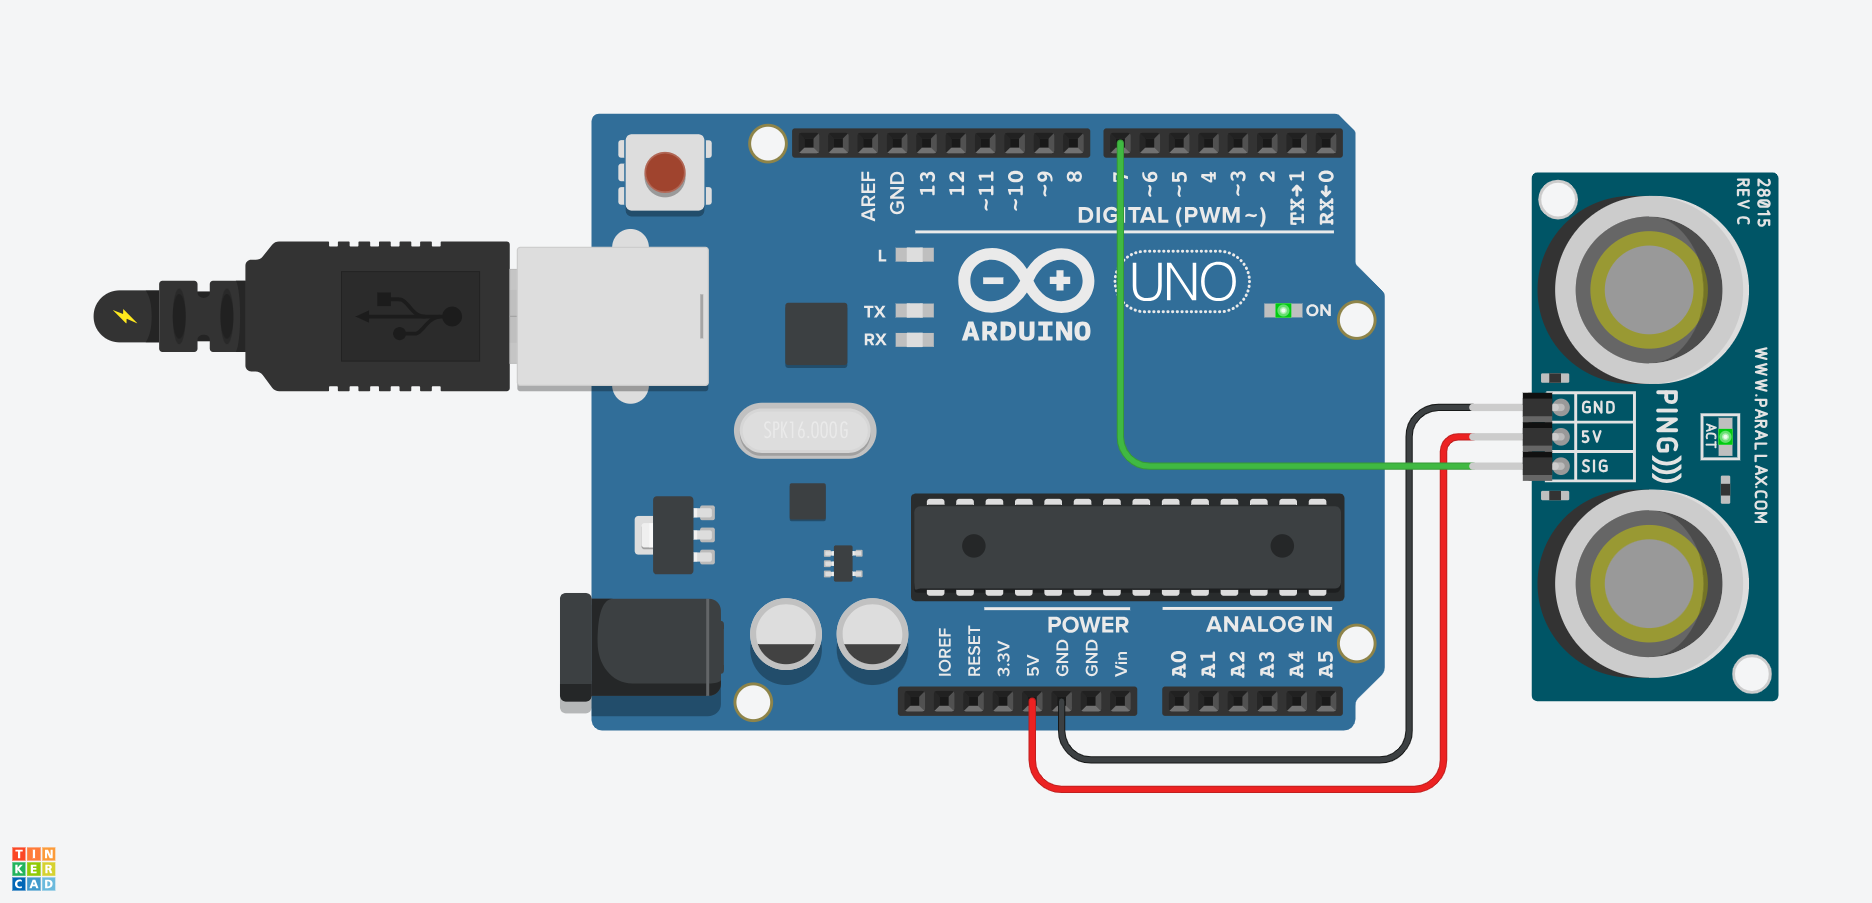 AREF
GND
13
12
~11
~10
~9
8
7
~6
~5
4
~3
2
TX→1
RX←0
DIGITAL (PWM~)
L
TX
RX
ARDUINO
UNO
ON
SPK16.000G
POWER
ANALOG IN
IOREF
RESET
3.3V
5V
GND
GND
Vin
A0
A1
A2
A3
A4
A5
28015
REV C
GND
5V
SIG
PING)))
ACT
WWW.PARALLAX.COM
TIN
KER
CAD